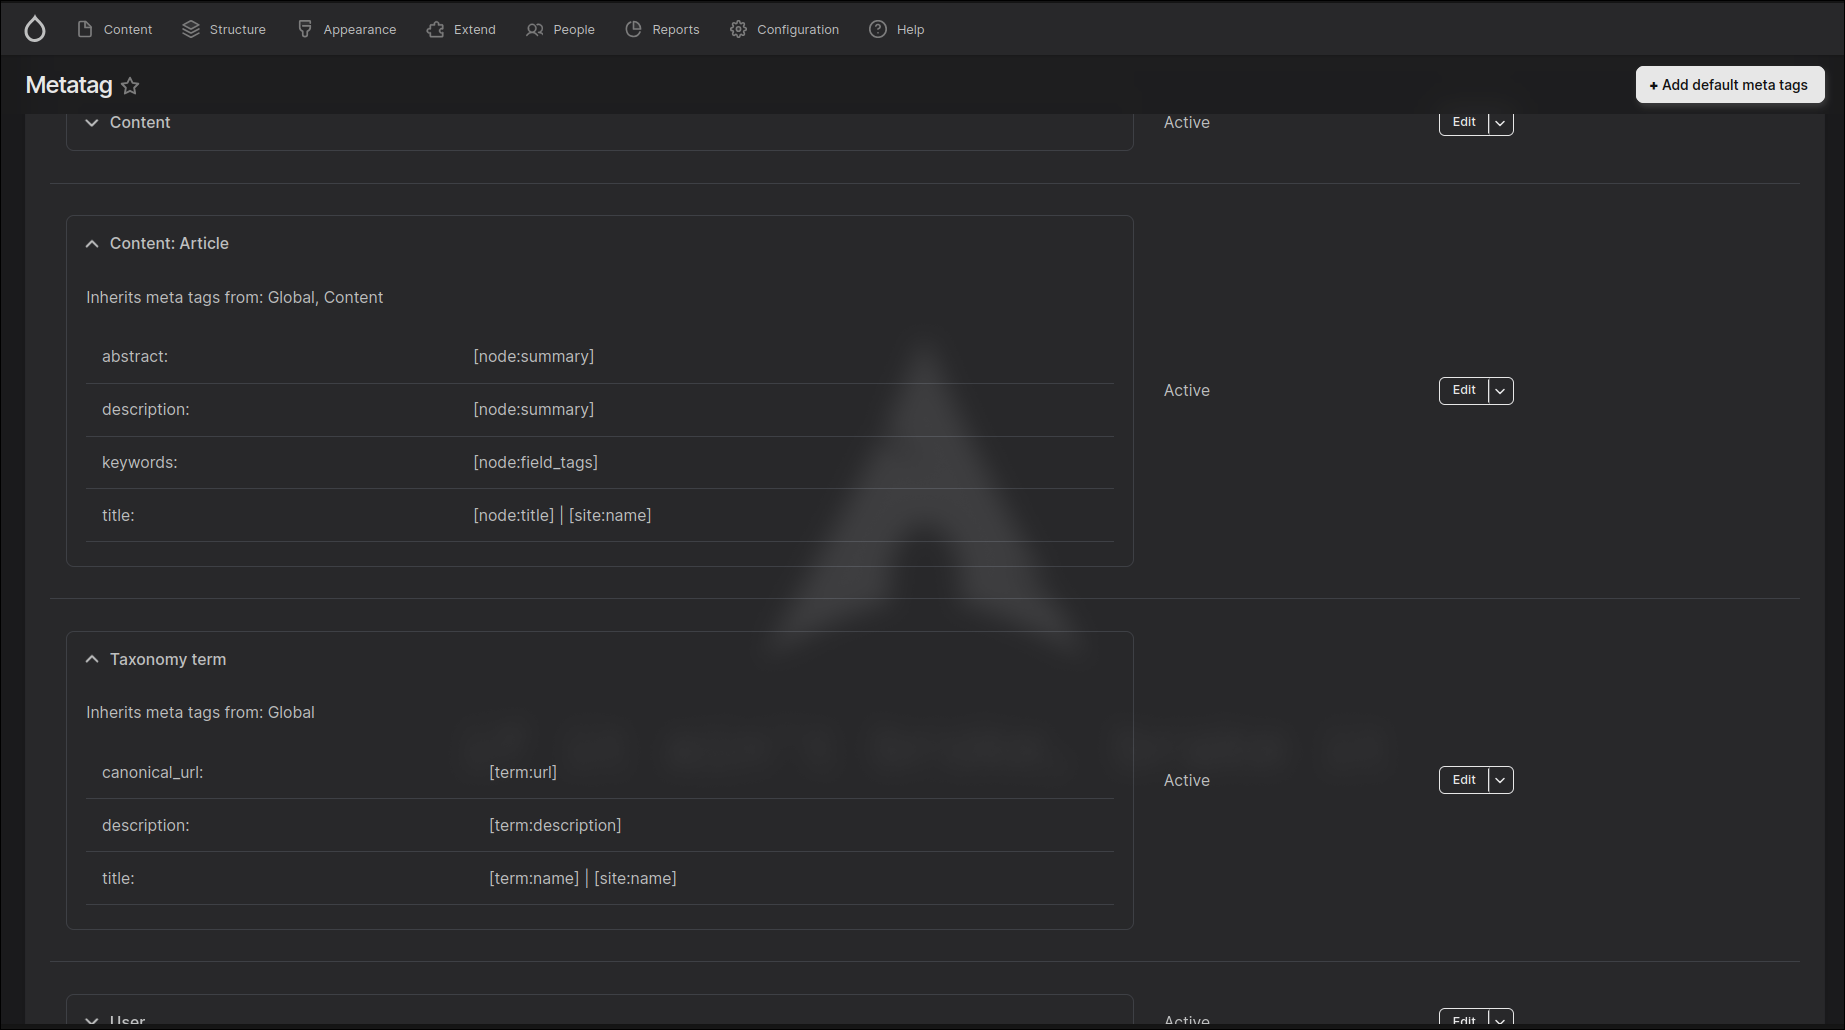 Content Structure Appearance Extend People Reports Configuration Help
Metatag + Add default meta tags
Content Active Edit
Content: Article
Inherits meta tags from: Global, Content
abstract: [node:summary]
Active Edit
description: [node:summary]
keywords: [node:field_tags]
title: [node:title] | [site:name]
Taxonomy term
Inherits meta tags from: Global
canonical_url: [term:url]
Active Edit
description: [term:description]
title: [term:name] | [site:name]
User Active Edit